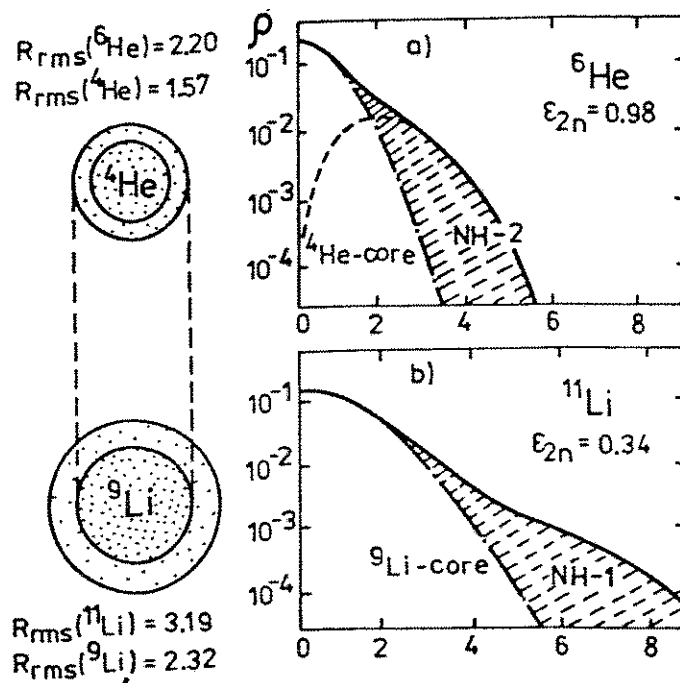 R_rms(⁶He) = 2.20
R_rms(⁴He) = 1.57
⁴He
⁹Li
R_rms(¹¹Li) = 3.19
R_rms(⁹Li) = 2.32
ρ
a)
⁶He
ε₂ₙ = 0.98
10⁻¹
10⁻²
10⁻³
10⁻⁴
⁴He-core
NH-2
0 2 4 6 8
b)
¹¹Li
ε₂ₙ = 0.34
10⁻¹
10⁻²
10⁻³
10⁻⁴
⁹Li-core
NH-1
0 2 4 6 8